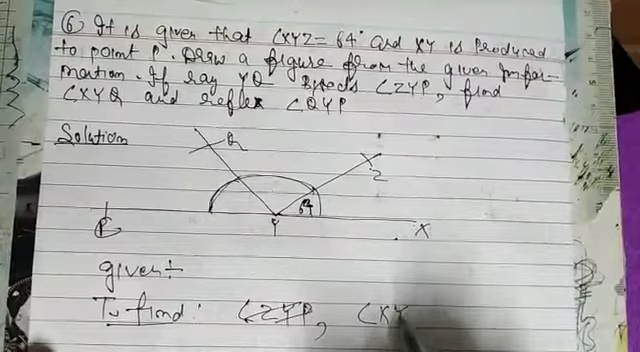 ⑥ It is given that ∠XYZ = 64° and XY is Produced
to point P. Draw a figure from the given Infor-
mation. If ray YQ Bisects ∠ZYP, find
∠XYQ and reflex ∠QYP
Solution
Q
Z
64
P
Y
X
given÷
To find: ∠ZYP, ∠XY